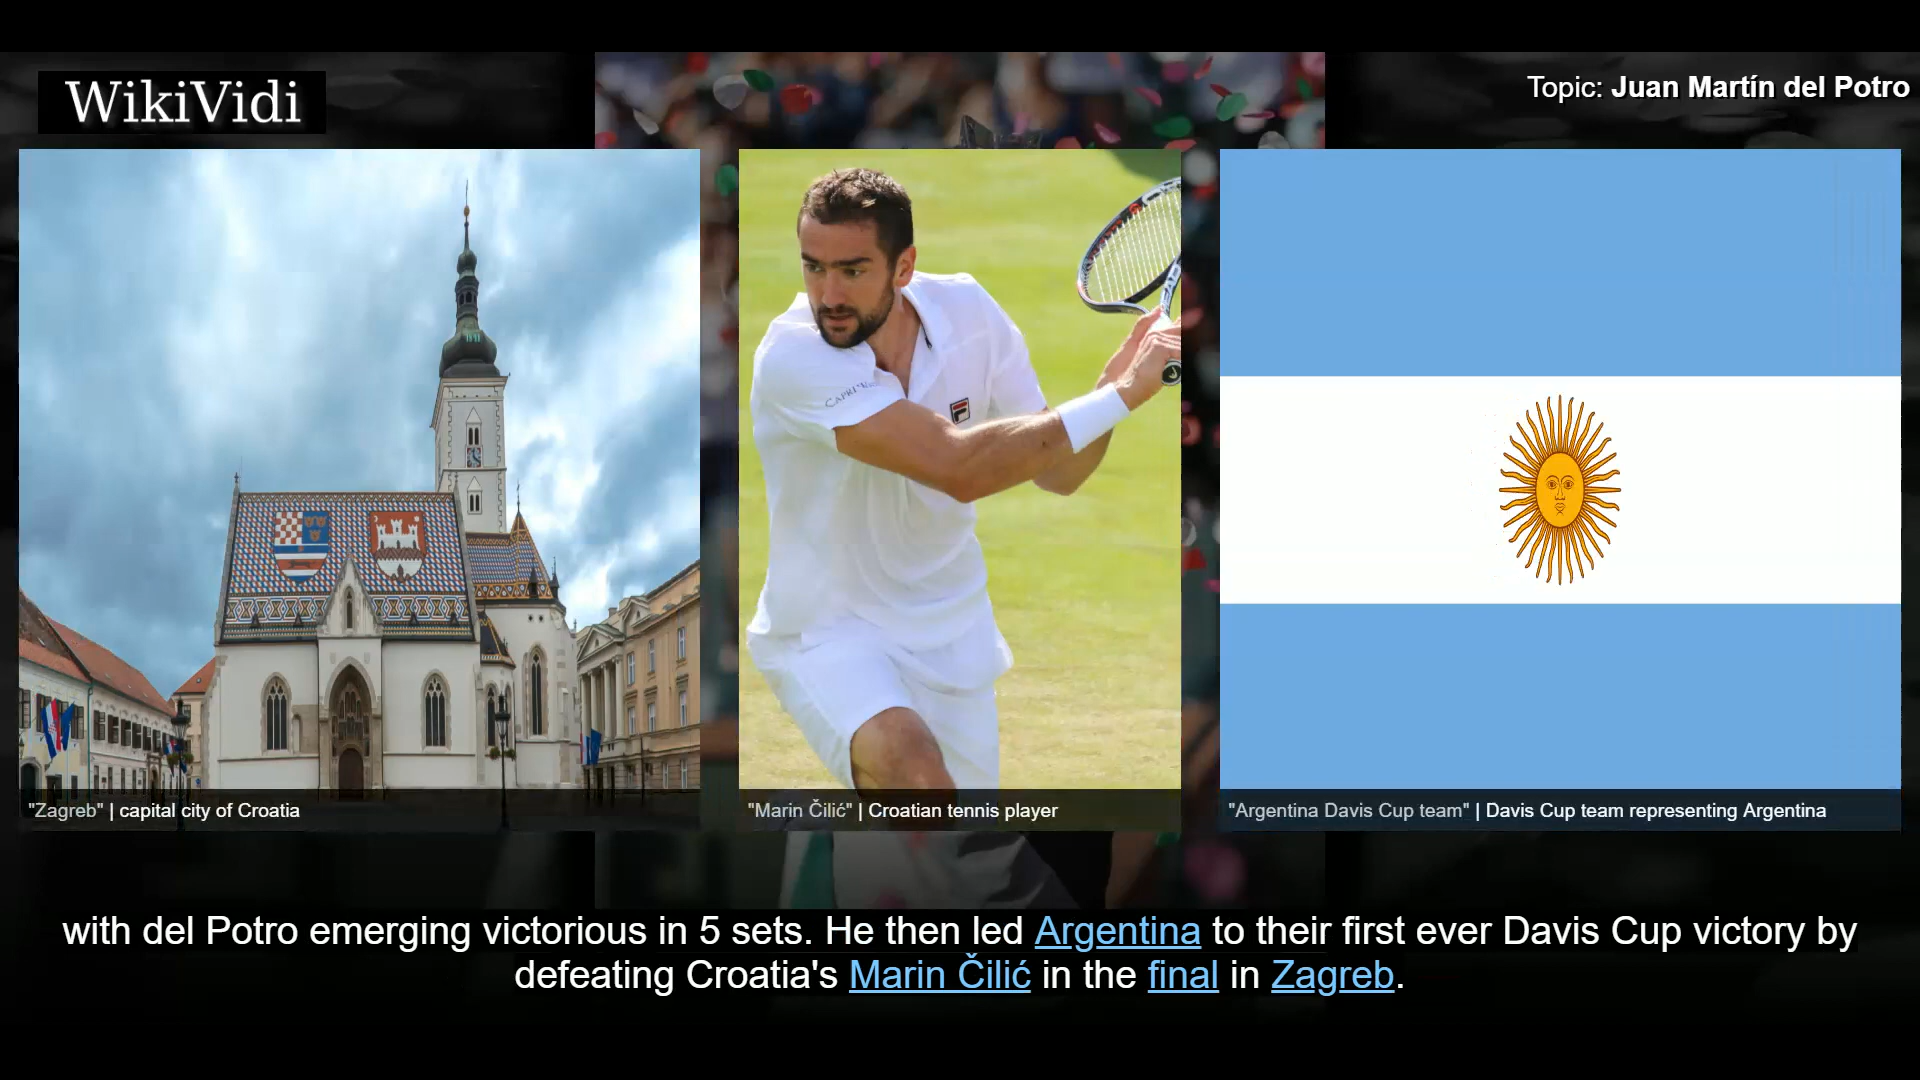 WikiVidi
Topic: Juan Martín del Potro
CAPRI
"Zagreb" | capital city of Croatia
"Marin Čilić" | Croatian tennis player
"Argentina Davis Cup team" | Davis Cup team representing Argentina
with del Potro emerging victorious in 5 sets. He then led Argentina to their first ever Davis Cup victory by
defeating Croatia's Marin Čilić in the final in Zagreb.